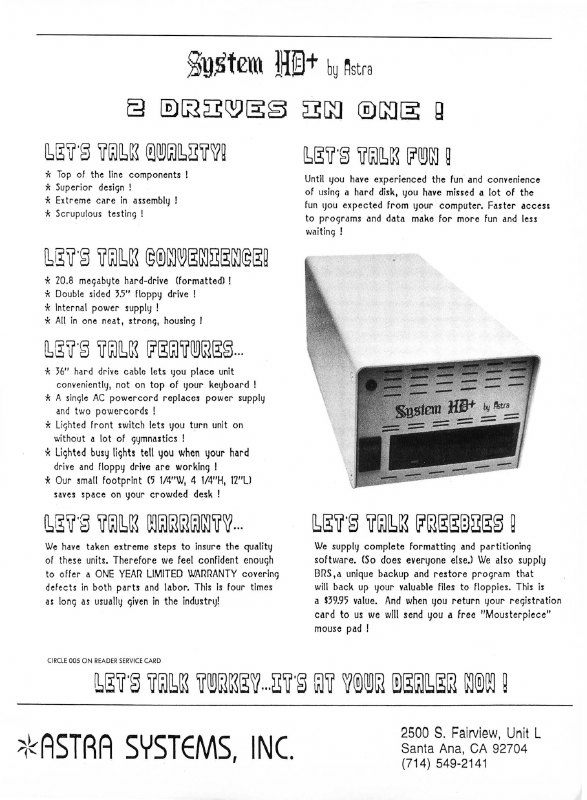 System HD+ by Astra
2 DRIVES IN ONE !
LET'S TALK QUALITY!
* Top of the line components !
* Superior design !
* Extreme care in assembly !
* Scrupulous testing !
LET'S TALK CONVENIENCE!
* 20.8 megabyte hard-drive (formatted) !
* Double sided 3.5" floppy drive !
* Internal power supply !
* All in one neat, strong, housing !
LET'S TALK FEATURES...
* 36" hard drive cable lets you place unit
conveniently, not on top of your keyboard !
* A single AC powercord replaces power supply
and two powercords !
* Lighted front switch lets you turn unit on
without a lot of gymnastics !
* Lighted busy lights tell you when your hard
drive and floppy drive are working !
* Our small footprint (5 1/4"W, 4 1/4"H, 12"L)
saves space on your crowded desk !
LET'S TALK WARRANTY...
We have taken extreme steps to insure the quality
of these units. Therefore we feel confident enough
to offer a ONE YEAR LIMITED WARRANTY covering
defects in both parts and labor. This is four times
as long as usually given in the industry!
LET'S TALK FUN !
Until you have experienced the fun and convenience
of using a hard disk, you have missed a lot of the
fun you expected from your computer. Faster access
to programs and data make for more fun and less
waiting !
System HD+ by Astra
LET'S TALK FREEBIES !
We supply complete formatting and partitioning
software. (So does everyone else.) We also supply
BRS,a unique backup and restore program that
will back up your valuable files to floppies. This is
a $39.95 value. And when you return your registration
card to us we will send you a free "Mousterpiece"
mouse pad !
CIRCLE 005 ON READER SERVICE CARD
LET'S TALK TURKEY...IT'S AT YOUR DEALER NOW !
ASTRA SYSTEMS, INC.
2500 S. Fairview, Unit L
Santa Ana, CA 92704
(714) 549-2141